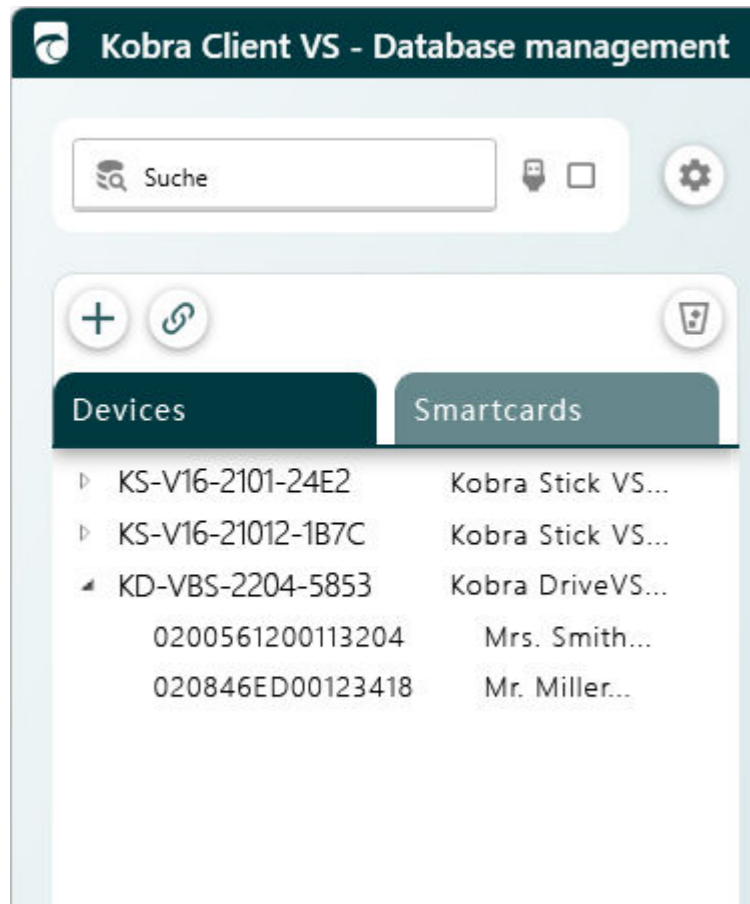 Kobra Client VS - Database management
Suche
Devices Smartcards
KS-V16-2101-24E2 Kobra Stick VS...
KS-V16-21012-1B7C Kobra Stick VS...
KD-VBS-2204-5853 Kobra DriveVS...
0200561200113204 Mrs. Smith...
020846ED00123418 Mr. Miller...